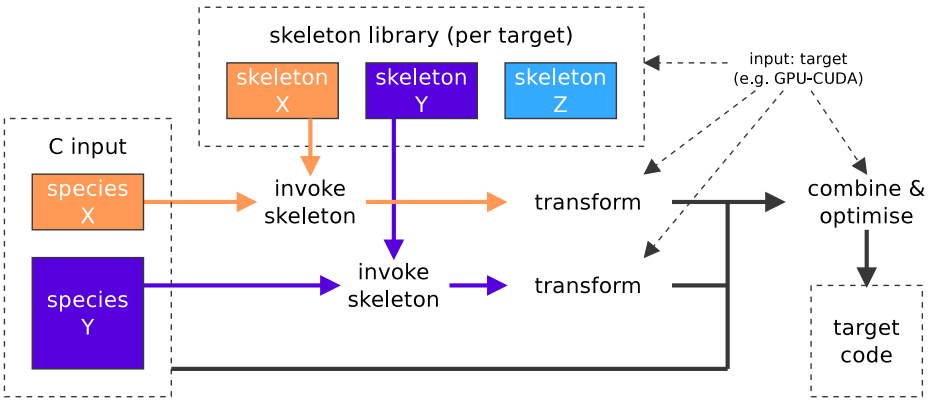 skeleton library (per target)
skeleton
X
skeleton
Y
skeleton
Z
input: target
(e.g. GPU-CUDA)
C input
species
X
invoke
skeleton
transform
combine &
optimise
species
Y
invoke
skeleton
transform
target
code